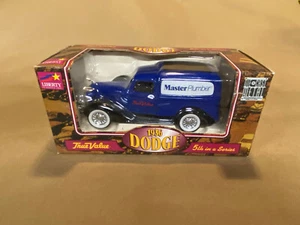 LIBERTY
Master Plumber
1936
DODGE
True Value
5th in a Series